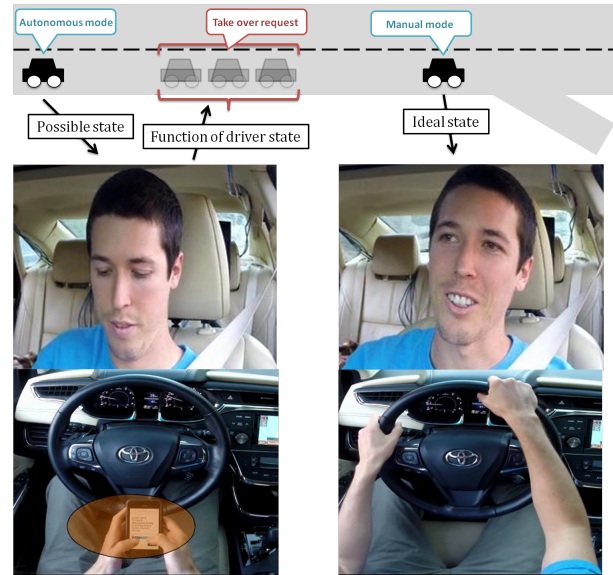 Autonomous mode
Take over request
Manual mode
Possible state
Function of driver state
Ideal state